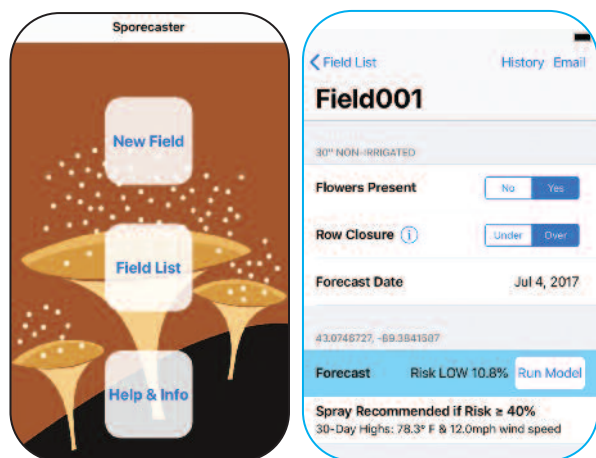 Sporecaster
New Field
Field List
Help & Info
Field List
History Email
Field001
30" NON-IRRIGATED
Flowers Present
No Yes
Row Closure
Under Over
Forecast Date
Jul 4, 2017
43.0746727, -89.3841567
Forecast Risk LOW 10.8% Run Model
Spray Recommended if Risk ≥ 40%
30-Day Highs: 78.3° F & 12.0mph wind speed